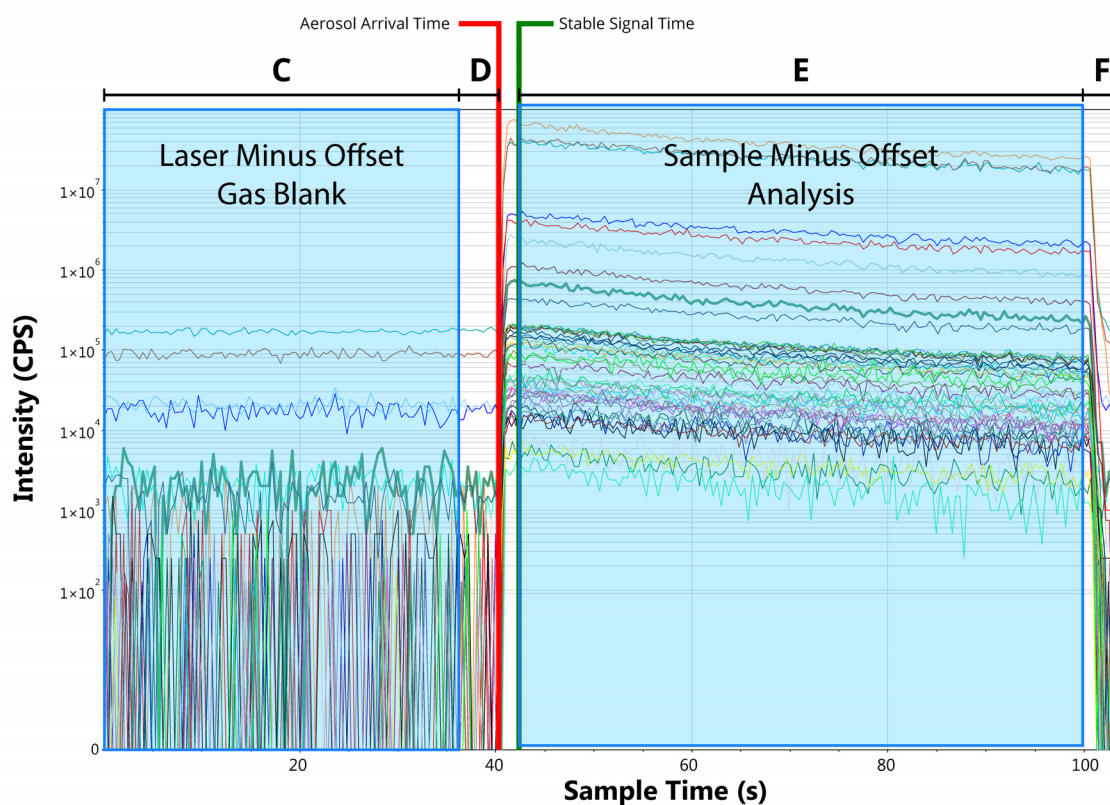 Aerosol Arrival Time
Stable Signal Time
C
D
E
F
Laser Minus Offset
Gas Blank
Sample Minus Offset
Analysis
Intensity (CPS)
1×10⁷
1×10⁶
1×10⁵
1×10⁴
1×10³
1×10²
0
20
40
60
80
100
Sample Time (s)